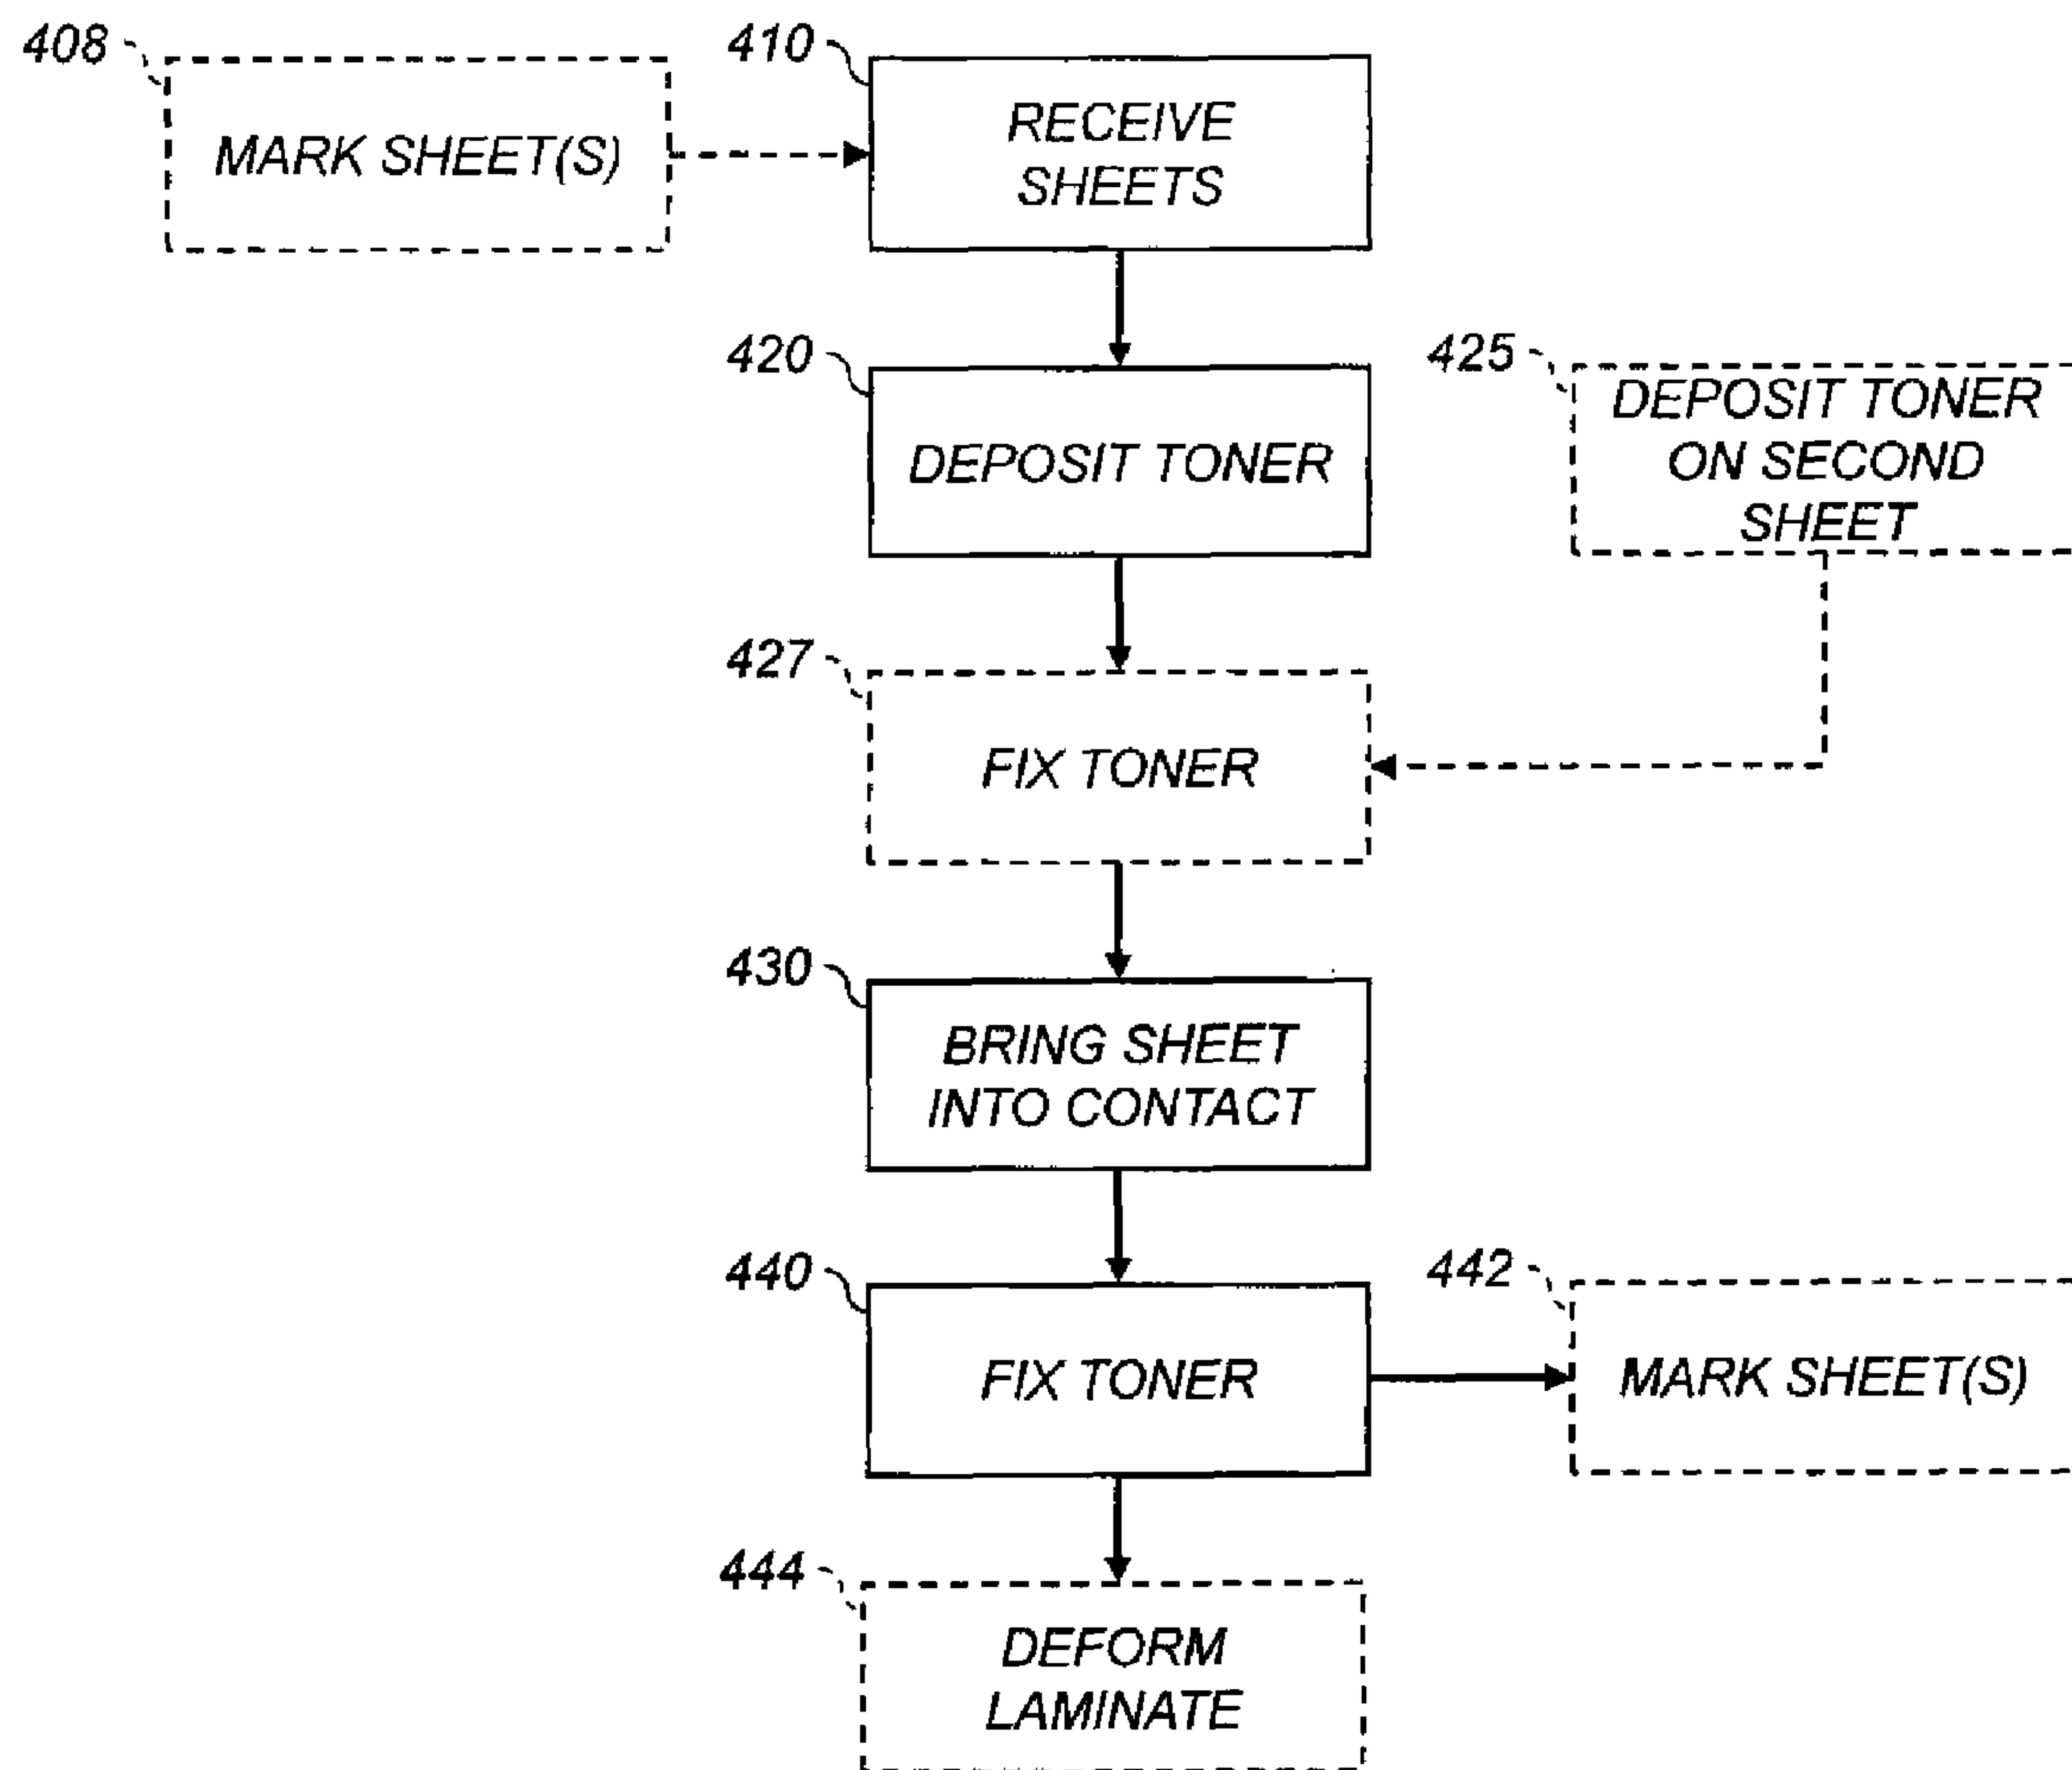 408
MARK SHEET(S)
410
RECEIVE
SHEETS
420
DEPOSIT TONER
425
DEPOSIT TONER
ON SECOND
SHEET
427
FIX TONER
430
BRING SHEET
INTO CONTACT
440
FIX TONER
442
MARK SHEET(S)
444
DEFORM
LAMINATE